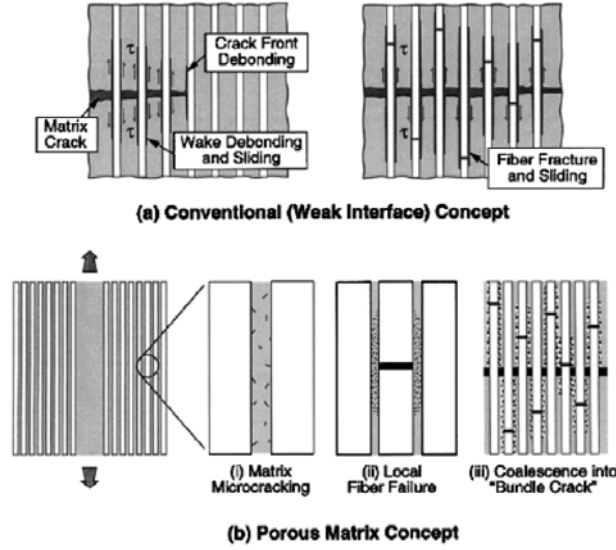 τ
Crack Front
Debonding
Matrix
Crack
τ
Wake Debonding
and Sliding
τ
τ
Fiber Fracture
and Sliding
(a) Conventional (Weak Interface) Concept
(i) Matrix
Microcracking
(ii) Local
Fiber Failure
(iii) Coalescence into
"Bundle Crack"
(b) Porous Matrix Concept